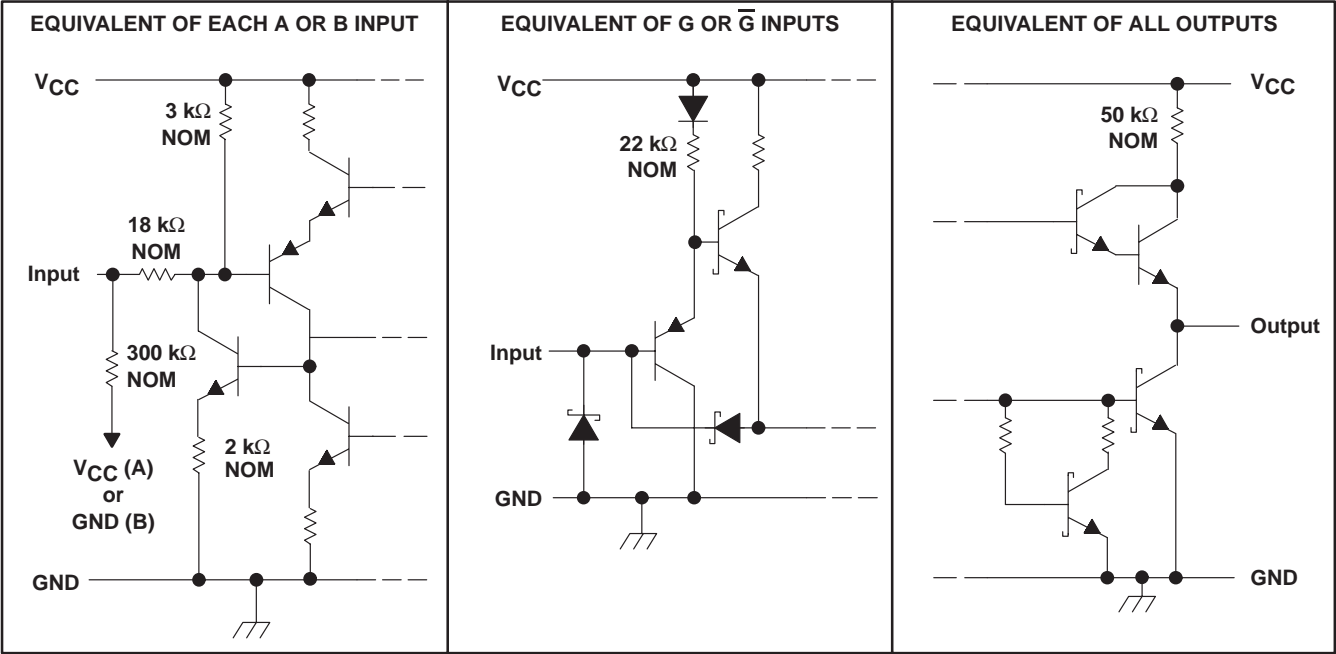 EQUIVALENT OF EACH A OR B INPUT
VCC
3 kΩ
NOM
18 kΩ
NOM
Input
300 kΩ
NOM
VCC (A)
or
GND (B)
2 kΩ
NOM
GND
EQUIVALENT OF G OR G̅ INPUTS
VCC
22 kΩ
NOM
Input
GND
EQUIVALENT OF ALL OUTPUTS
VCC
50 kΩ
NOM
Output
GND